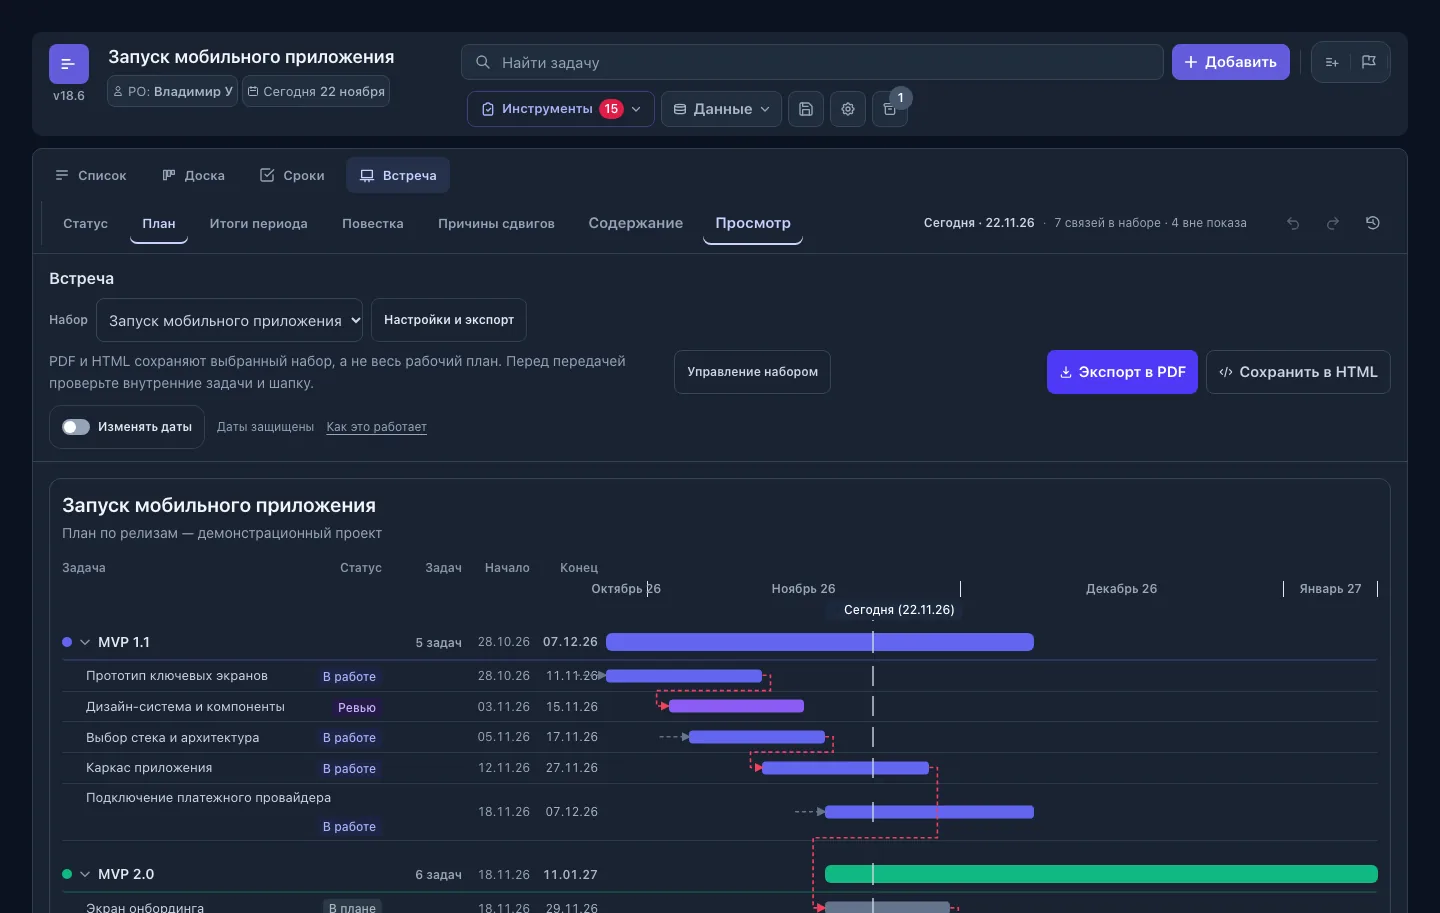 Запуск мобильного приложения
v18.6
PO: Владимир У
Сегодня 22 ноября
Найти задачу
+ Добавить
Инструменты 15
Данные
1
Список
Доска
Сроки
Встреча
Статус
План
Итоги периода
Повестка
Причины сдвигов
Содержание
Просмотр
Сегодня · 22.11.26 · 7 связей в наборе · 4 вне показа
Встреча
Набор
Запуск мобильного приложения
Настройки и экспорт
PDF и HTML сохраняют выбранный набор, а не весь рабочий план. Перед передачей
проверьте внутренние задачи и шапку.
Управление набором
Экспорт в PDF
Сохранить в HTML
Изменять даты
Даты защищены
Как это работает
Запуск мобильного приложения
План по релизам — демонстрационный проект
Задача Статус Задач Начало Конец
Октябрь 26 Ноябрь 26 Декабрь 26 Январь 27
Сегодня (22.11.26)
MVP 1.1 5 задач 28.10.26 07.12.26
Прототип ключевых экранов В работе 28.10.26 11.11.26
Дизайн-система и компоненты Ревью 03.11.26 15.11.26
Выбор стека и архитектура В работе 05.11.26 17.11.26
Каркас приложения В работе 12.11.26 27.11.26
Подключение платежного провайдера
18.11.26 07.12.26
В работе
MVP 2.0 6 задач 18.11.26 11.01.27
Экран онбординга В плане 18.11.26 29.11.26